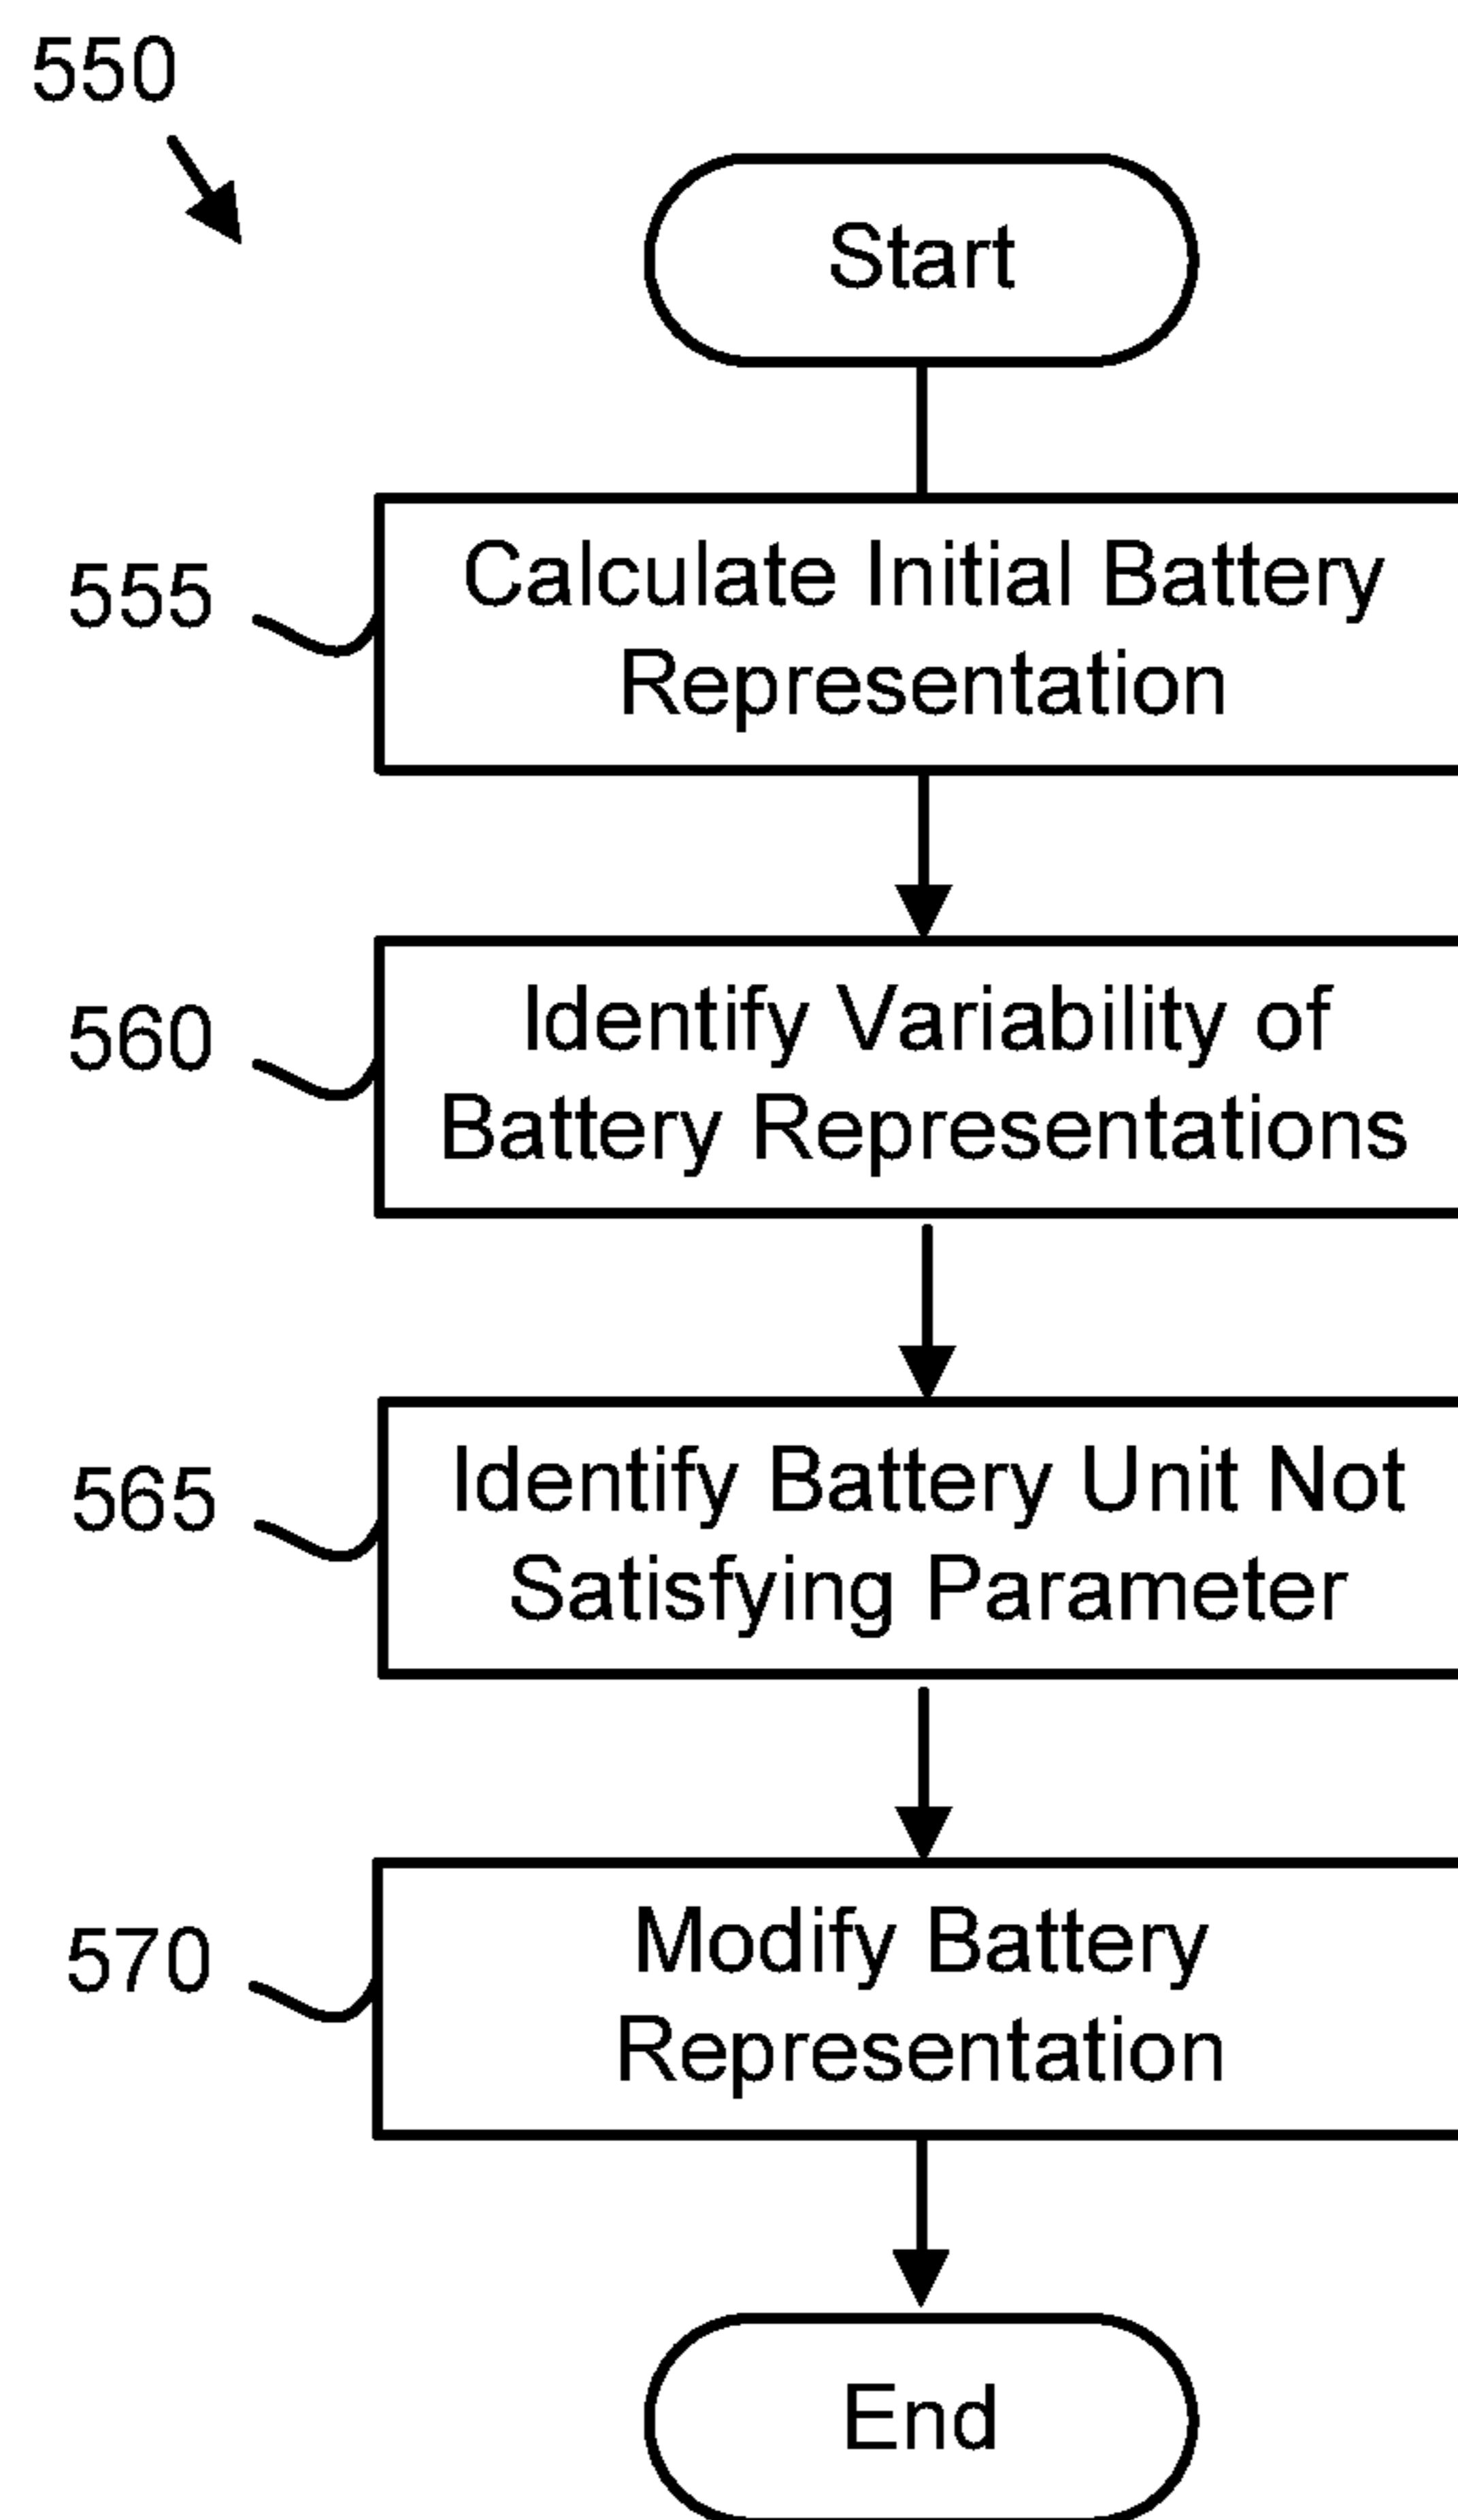 550
Start
555
Calculate Initial Battery
Representation
560
Identify Variability of
Battery Representations
565
Identify Battery Unit Not
Satisfying Parameter
570
Modify Battery
Representation
End